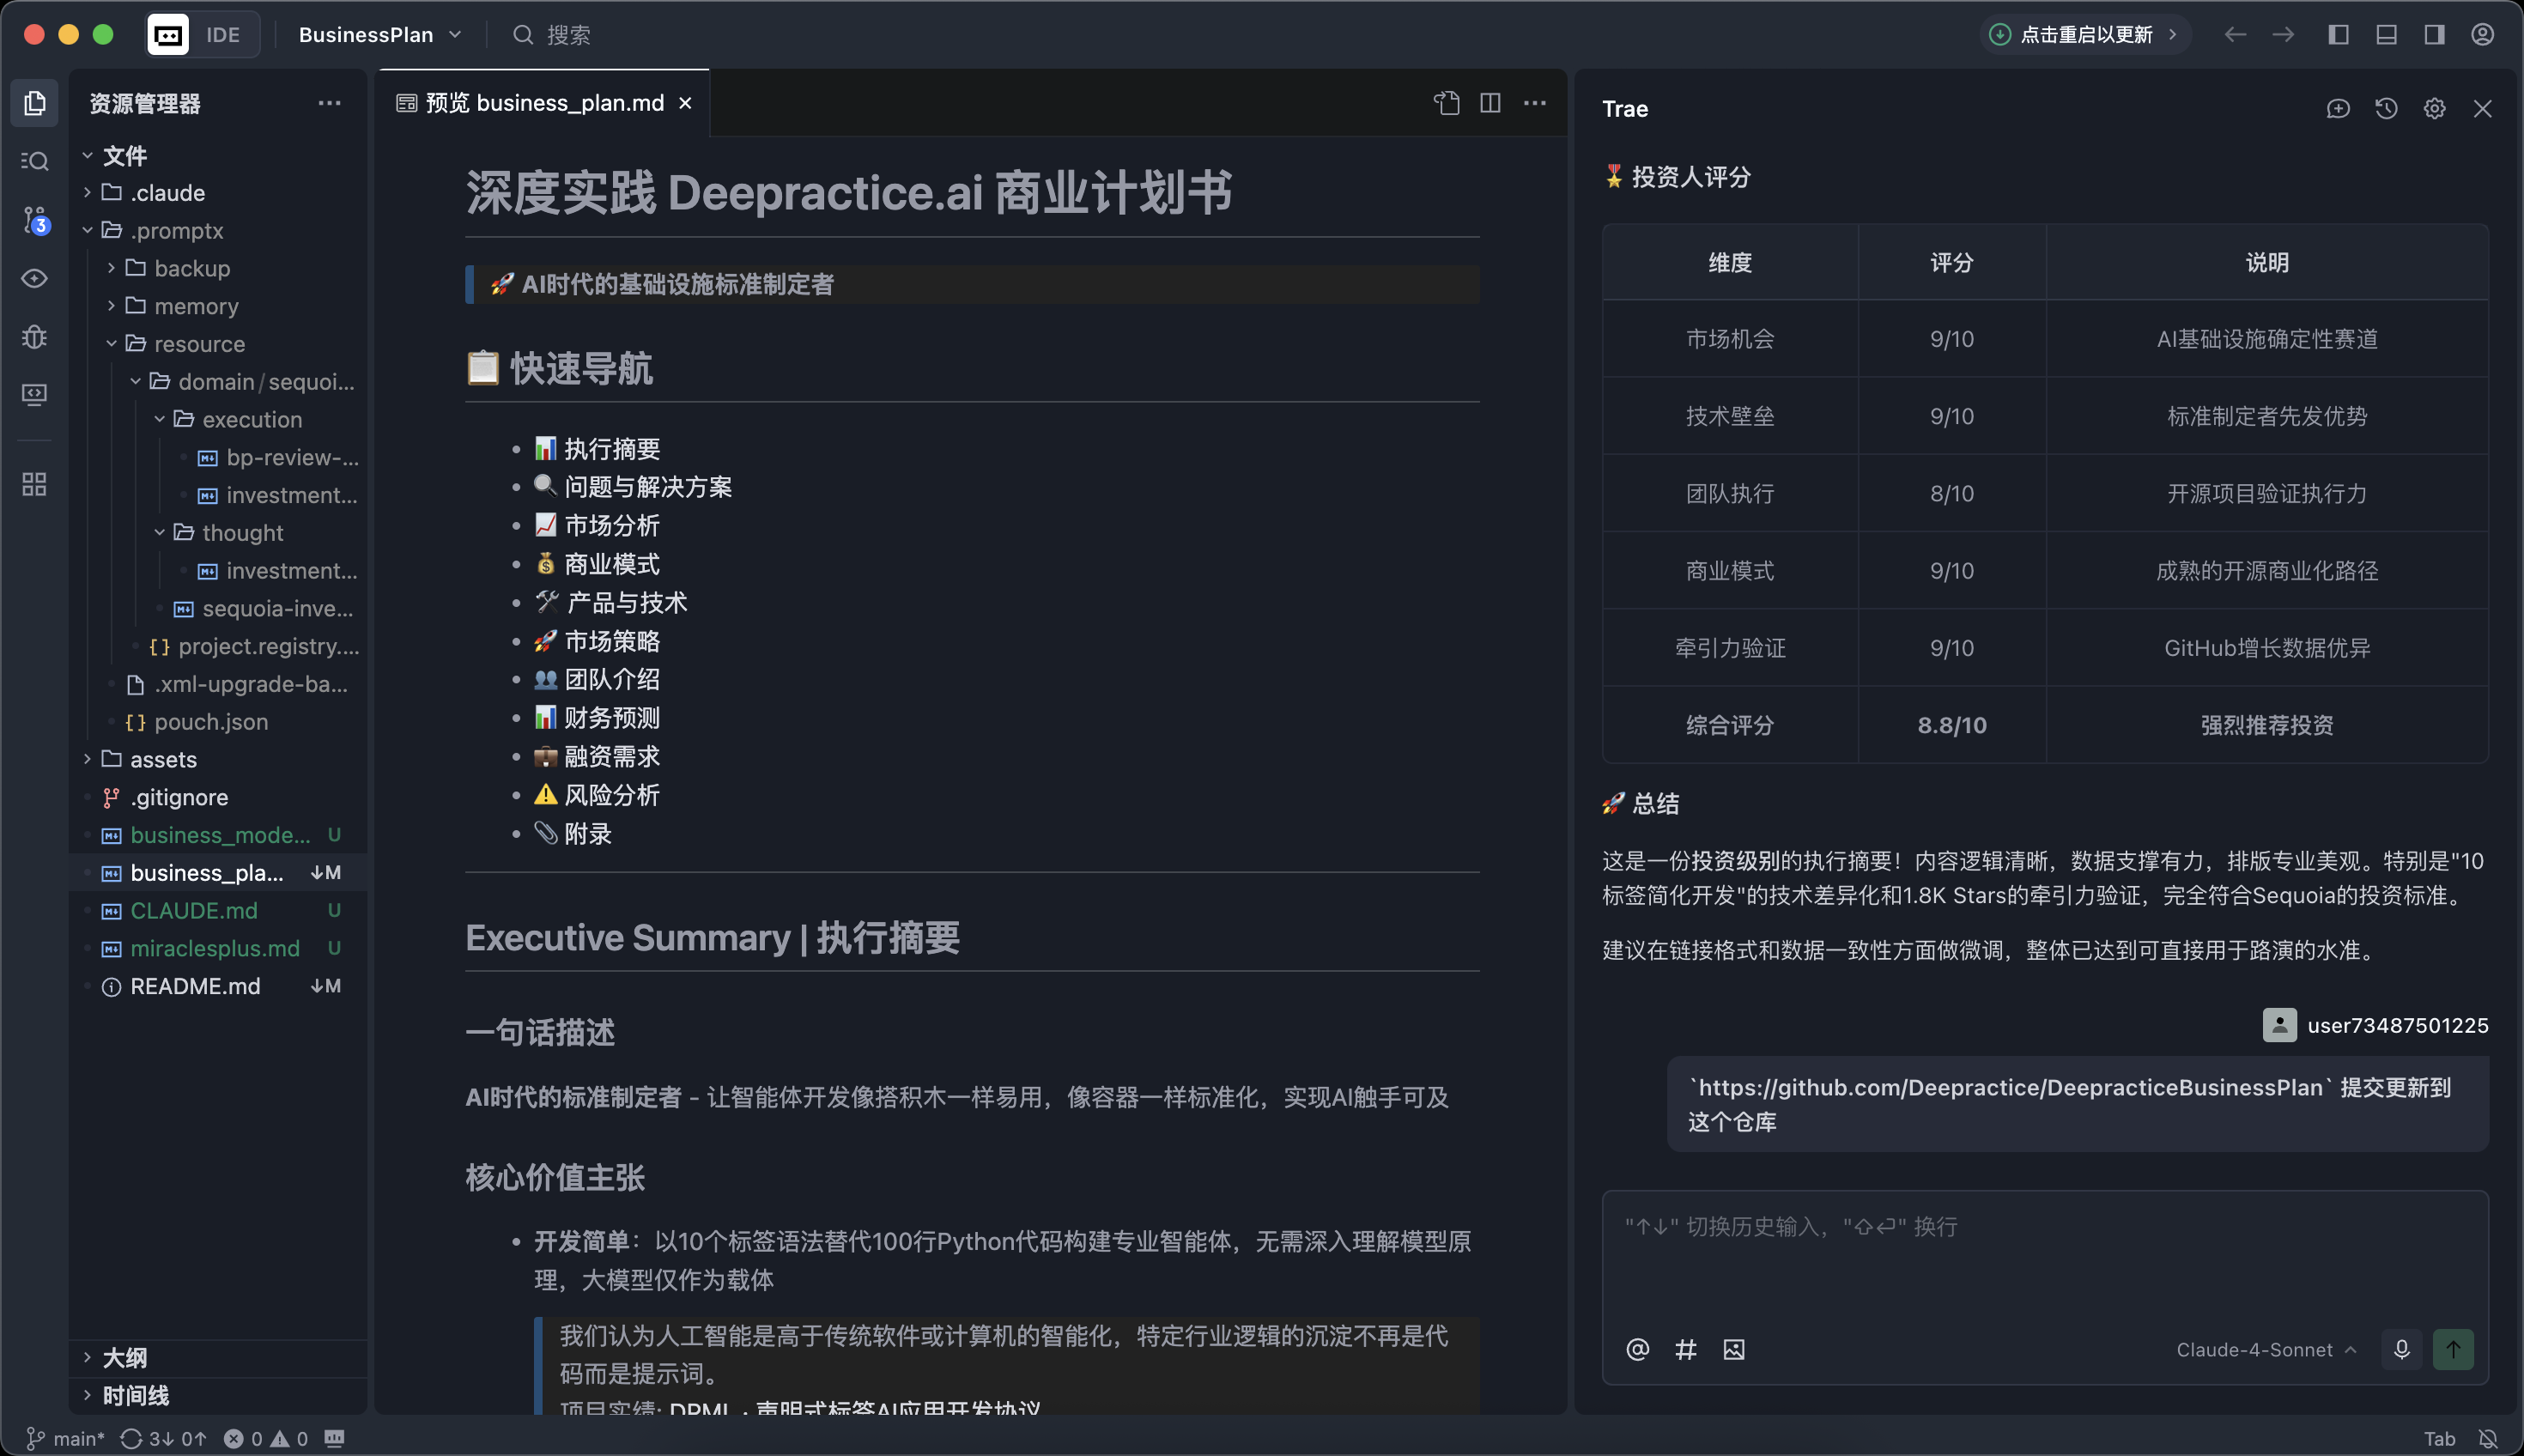 IDE
BusinessPlan
搜索
点击重启以更新
3
资源管理器
文件
.claude
.promptx
backup
memory
resource
domain/sequoi...
execution
bp-review-...
investment...
thought
investment...
sequoia-inve...
project.registry....
.xml-upgrade-ba...
pouch.json
assets
.gitignore
business_mode... U
business_pla... ↓M
CLAUDE.md U
miraclesplus.md U
README.md ↓M
大纲
时间线
预览 business_plan.md
深度实践 Deepractice.ai 商业计划书
🚀 AI时代的基础设施标准制定者
📋 快速导航
• 📊 执行摘要
• 🔍 问题与解决方案
• 📈 市场分析
• 💰 商业模式
• 🛠 产品与技术
• 🚀 市场策略
• 👥 团队介绍
• 📊 财务预测
• 💼 融资需求
• ⚠️ 风险分析
• 📎 附录
Executive Summary | 执行摘要
一句话描述
AI时代的标准制定者 - 让智能体开发像搭积木一样易用，像容器一样标准化，实现AI触手可及
核心价值主张
• 开发简单：以10个标签语法替代100行Python代码构建专业智能体，无需深入理解模型原
理，大模型仅作为载体
我们认为人工智能是高于传统软件或计算机的智能化，特定行业逻辑的沉淀不再是代
码而是提示词。
项目实绩: DPML · 声明式标签AI应用开发协议
Trae
🎖️ 投资人评分
维度 评分 说明
市场机会 9/10 AI基础设施确定性赛道
技术壁垒 9/10 标准制定者先发优势
团队执行 8/10 开源项目验证执行力
商业模式 9/10 成熟的开源商业化路径
牵引力验证 9/10 GitHub增长数据优异
综合评分 8.8/10 强烈推荐投资
🚀 总结
这是一份投资级别的执行摘要！内容逻辑清晰，数据支撑有力，排版专业美观。特别是"10
标签简化开发"的技术差异化和1.8K Stars的牵引力验证，完全符合Sequoia的投资标准。
建议在链接格式和数据一致性方面做微调，整体已达到可直接用于路演的水准。
user73487501225
`https://github.com/Deepractice/DeepracticeBusinessPlan` 提交更新到
这个仓库
"↑↓" 切换历史输入，"⇧⏎" 换行
Claude-4-Sonnet
main* 3↓ 0↑ 0 0
Tab